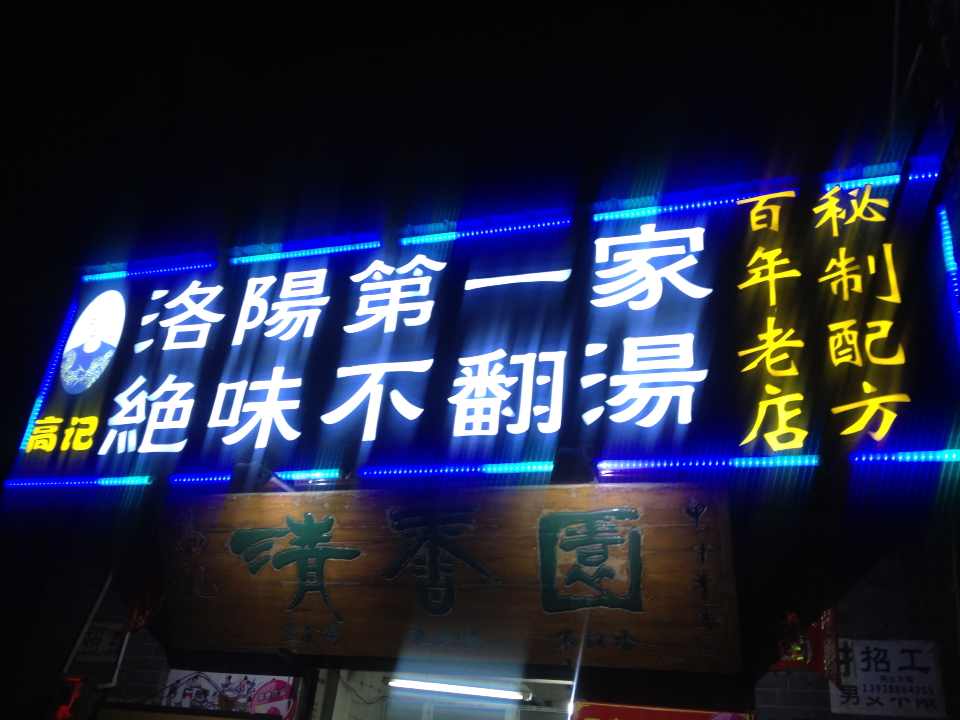 洛陽第一家
絶味不翻湯
高记
百年老店
秘制配方
清香園
招工